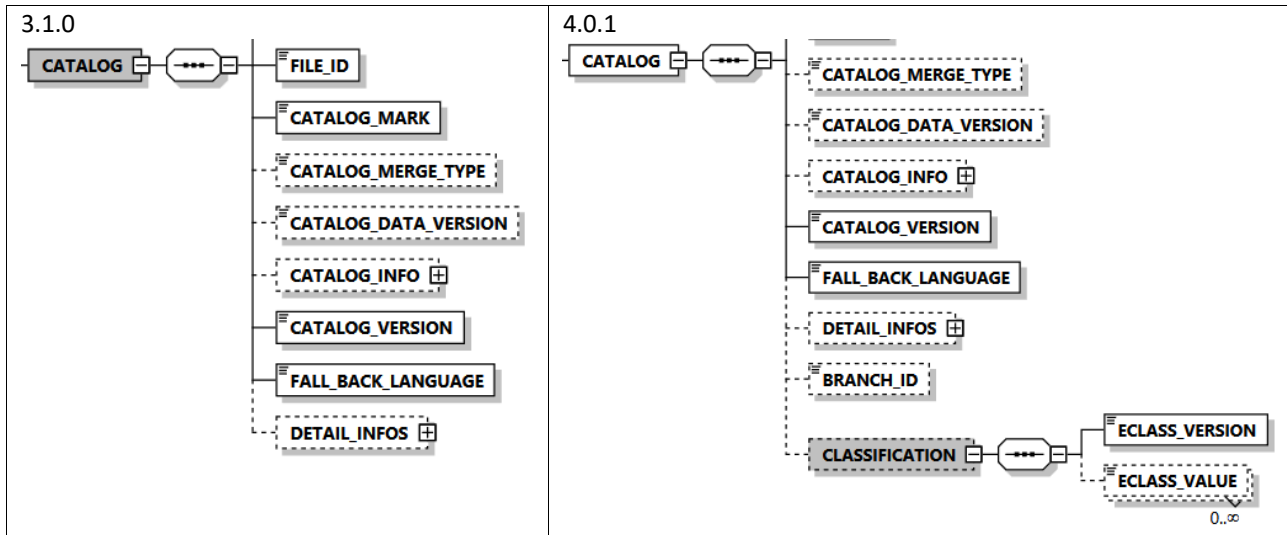 3.1.0
CATALOG
FILE_ID
CATALOG_MARK
CATALOG_MERGE_TYPE
CATALOG_DATA_VERSION
CATALOG_INFO
CATALOG_VERSION
FALL_BACK_LANGUAGE
DETAIL_INFOS
4.0.1
CATALOG
CATALOG_MERGE_TYPE
CATALOG_DATA_VERSION
CATALOG_INFO
CATALOG_VERSION
FALL_BACK_LANGUAGE
DETAIL_INFOS
BRANCH_ID
CLASSIFICATION
ECLASS_VERSION
ECLASS_VALUE
0..∞